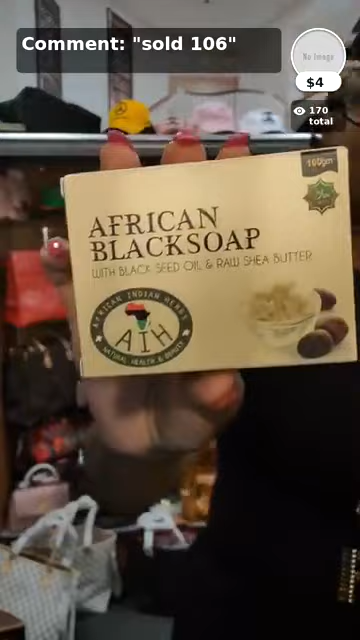 Comment: "sold 106"
No Image
$4
170
total
100gm
AFRICAN
BLACKSOAP
WITH BLACK SEED OIL & RAW SHEA BUTTER
AFRICAN INDIAN HERBS
AIH
NATURAL HEALTH & BEAUTY